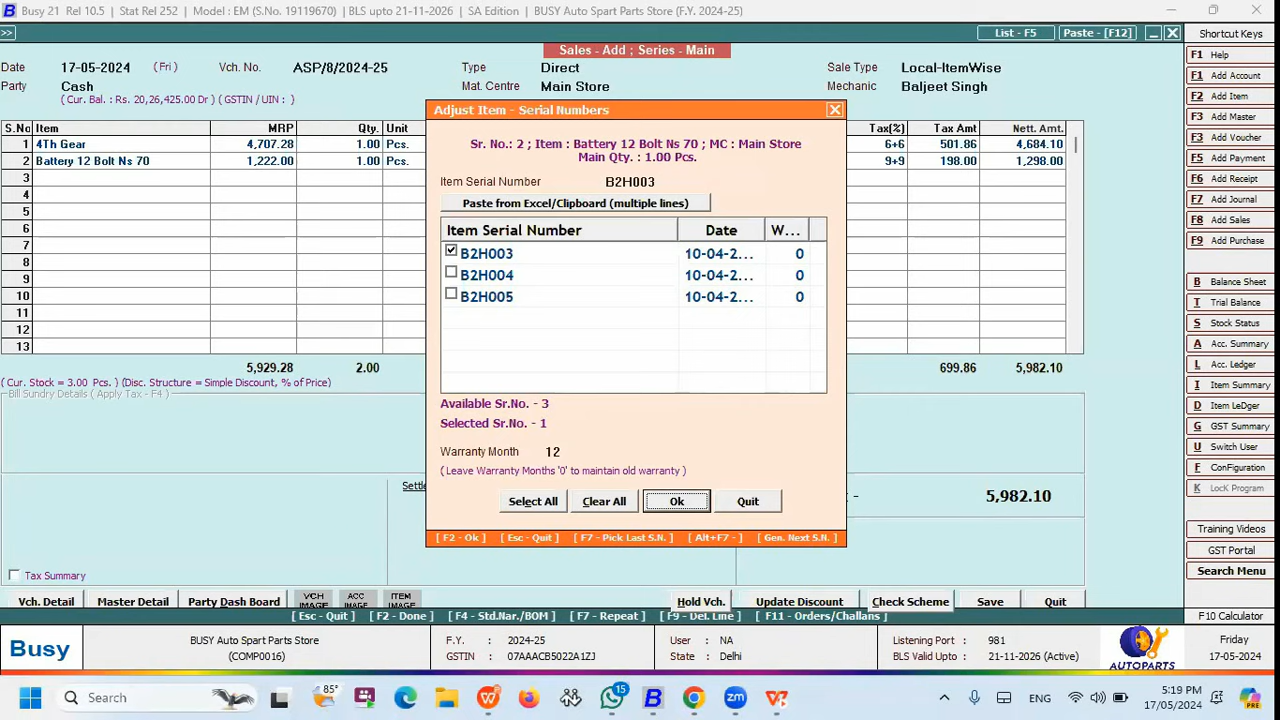 Busy 21 Rel 10.5 | Stat Rel 252 | Model : EM (S.No. 19119670) | BLS upto 21-11-2026 | SA Edition | BUSY Auto Spart Parts Store (F.Y. 2024-25)
>> List - F5 Paste - [F12] Shortcut Keys
Sales - Add ; Series - Main
Date 17-05-2024 (Fri) Vch. No. ASP/8/2024-25 Type Direct Sale Type Local-ItemWise
Party Cash Mat. Centre Main Store Mechanic Baljeet Singh
( Cur. Bal. : Rs. 20,26,425.00 Dr ) ( GSTIN / UIN : )
S.No Item MRP Qty. Unit Tax(%) Tax Amt Nett. Amt.
1 4Th Gear 4,707.28 1.00 Pcs. 6+6 501.86 4,684.10
2 Battery 12 Bolt Ns 70 1,222.00 1.00 Pcs. 9+9 198.00 1,298.00
3
4
5
6
7
8
9
10
11
12
13
5,929.28 2.00 699.86 5,982.10
( Cur. Stock = 3.00 Pcs. ) (Disc. Structure = Simple Discount, % of Price)
Bill Sundry Details ( Apply Tax - F4 )
Adjust Item - Serial Numbers
Sr. No.: 2 ; Item : Battery 12 Bolt Ns 70 ; MC : Main Store
Main Qty. : 1.00 Pcs.
Item Serial Number B2H003
Paste from Excel/Clipboard (multiple lines)
Item Serial Number Date W...
B2H003 10-04-2... 0
B2H004 10-04-2... 0
B2H005 10-04-2... 0
Available Sr.No. - 3
Selected Sr.No. - 1
Warranty Month 12
( Leave Warranty Months '0' to maintain old warranty )
Select All Clear All Ok Quit
[ F2 - Ok ] [ Esc - Quit ] [ F7 - Pick Last S.N. ] [ Alt+F7 - ] [ Gen. Next S.N. ]
5,982.10
Tax Summary
Vch. Detail Master Detail Party Dash Board VCH IMAGE ACC IMAGE ITEM IMAGE Hold Vch. Update Discount Check Scheme Save Quit
[ Esc - Quit ] [ F2 - Done ] [ F4 - Std.Nar./BOM ] [ F7 - Repeat ] [ F9 - Del. Line ] [ F11 - Orders/Challans ]
F1 Help
F1 Add Account
F2 Add Item
F3 Add Master
F3 Add Voucher
F5 Add Payment
F6 Add Receipt
F7 Add Journal
F8 Add Sales
F9 Add Purchase
B Balance Sheet
T Trial Balance
S Stock Status
A Acc. Summary
L Acc. Ledger
I Item Summary
D Item LeDger
G GST Summary
U Switch User
F Configuration
K LocK Program
Training Videos
GST Portal
Search Menu
F10 Calculator
Busy BUSY Auto Spart Parts Store F.Y. : 2024-25 User : NA Listening Port : 981 Friday
(COMP0016) GSTIN : 07AAACB5022A1ZJ State : Delhi BLS Valid Upto : 21-11-2026 (Active) AUTOPARTS 17-05-2024
Search 85° 15 zm ENG 5:19 PM
17-05-2024 PRE